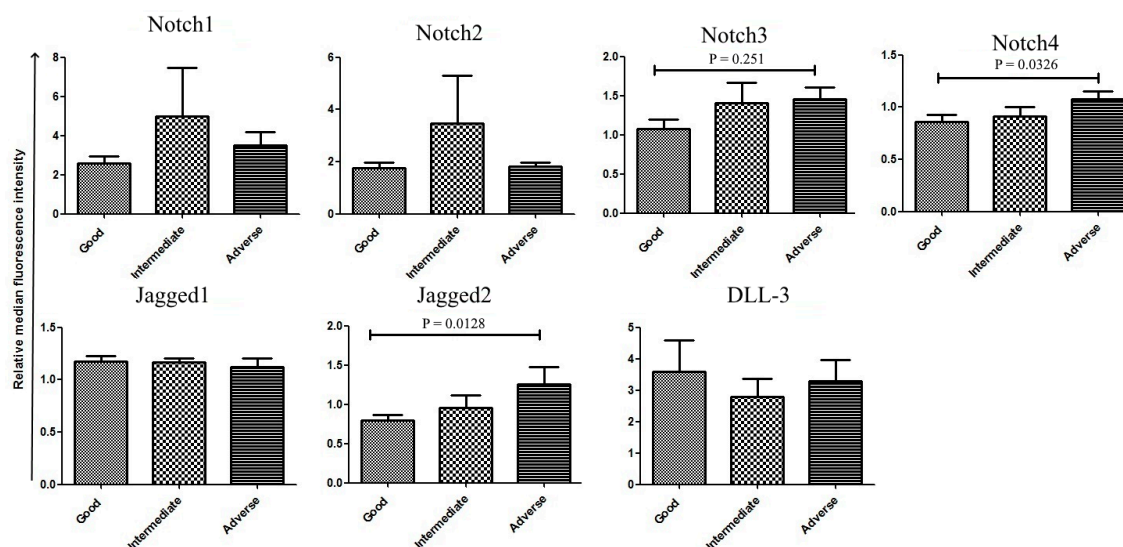 Relative median fluorescence intensity
Notch1
8
6
4
2
0
Good
Intermediate
Adverse
Notch2
6
4
2
0
Good
Intermediate
Adverse
Notch3
P = 0.251
2.0
1.5
1.0
0.5
0.0
Good
Intermediate
Adverse
Notch4
P = 0.0326
1.5
1.0
0.5
0.0
Good
Intermediate
Adverse
Jagged1
1.5
1.0
0.5
0.0
Good
Intermediate
Adverse
Jagged2
P = 0.0128
2.0
1.5
1.0
0.5
0.0
Good
Intermediate
Adverse
DLL-3
5
4
3
2
1
0
Good
Intermediate
Adverse